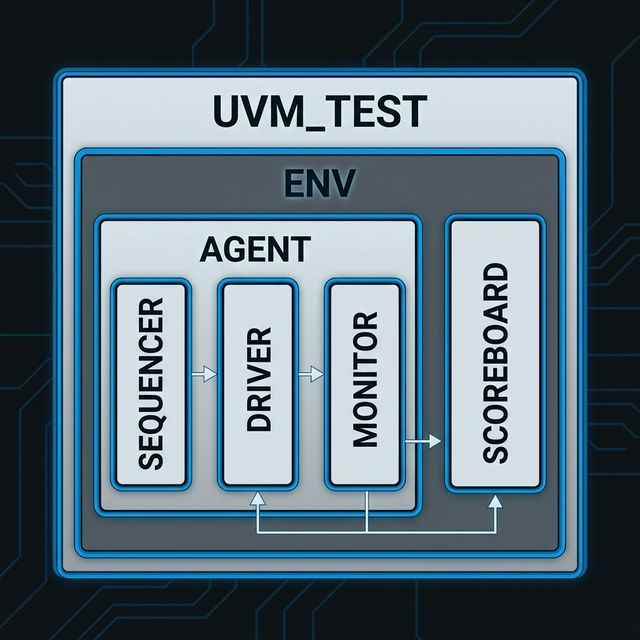 UVM_TEST
ENV
AGENT
SEQUENCER
DRIVER
MONITOR
SCOREBOARD